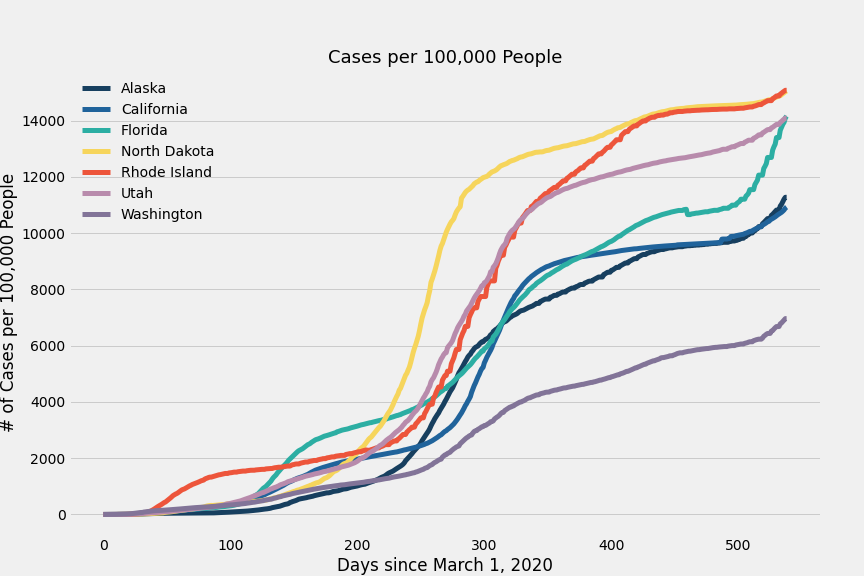 Cases per 100,000 People
Alaska
California
Florida
North Dakota
Rhode Island
Utah
Washington
# of Cases per 100,000 People
14000
12000
10000
8000
6000
4000
2000
0
0 100 200 300 400 500
Days since March 1, 2020